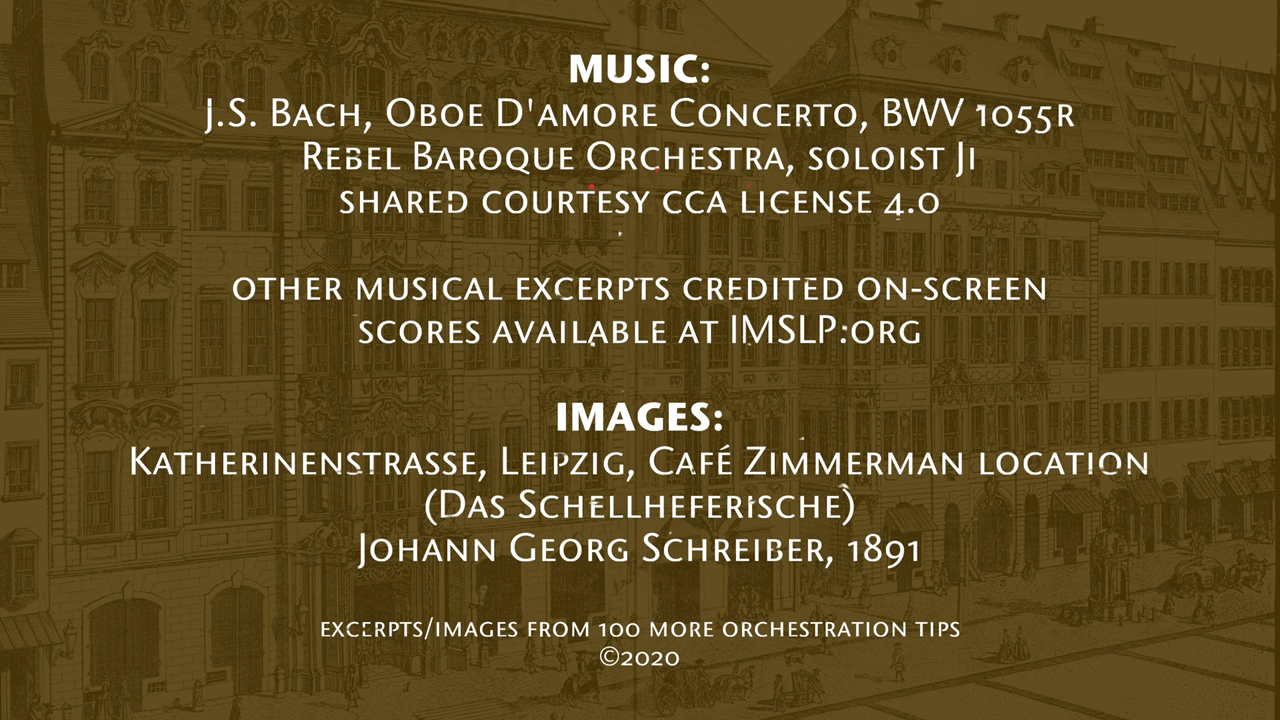 MUSIC:
J.S. BACH, OBOE D'AMORE CONCERTO, BWV 1055R
REBEL BAROQUE ORCHESTRA, SOLOIST JI
SHARED COURTESY CCA LICENSE 4.0
OTHER MUSICAL EXCERPTS CREDITED ON-SCREEN
SCORES AVAILABLE AT IMSLP:ORG
IMAGES:
KATHERINENSTRASSE, LEIPZIG, CAFÉ ZIMMERMAN LOCATION
(DAS SCHELLHEFERISCHE)
JOHANN GEORG SCHREIBER, 1891
EXCERPTS/IMAGES FROM 100 MORE ORCHESTRATION TIPS
©2020